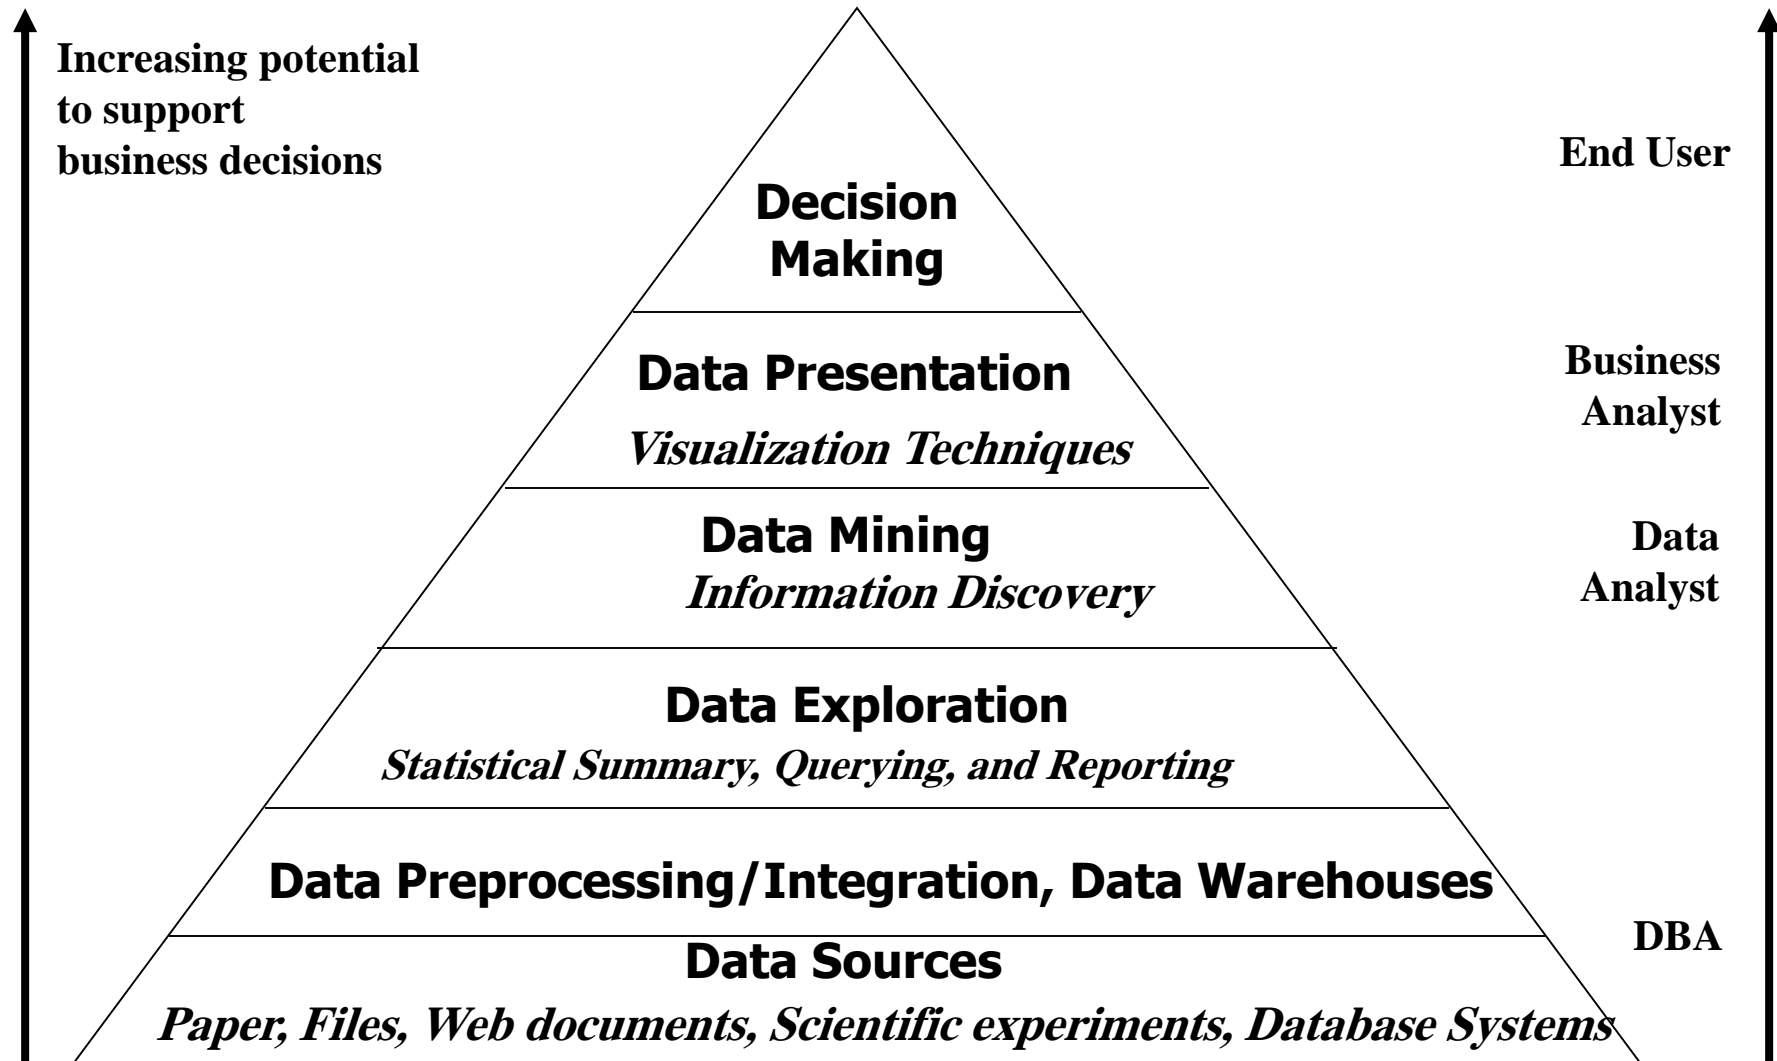 Increasing potential
to support
business decisions
End User
Decision
Making
Data Presentation
Visualization Techniques
Business
Analyst
Data Mining
Information Discovery
Data
Analyst
Data Exploration
Statistical Summary, Querying, and Reporting
Data Preprocessing/Integration, Data Warehouses
DBA
Data Sources
Paper, Files, Web documents, Scientific experiments, Database Systems